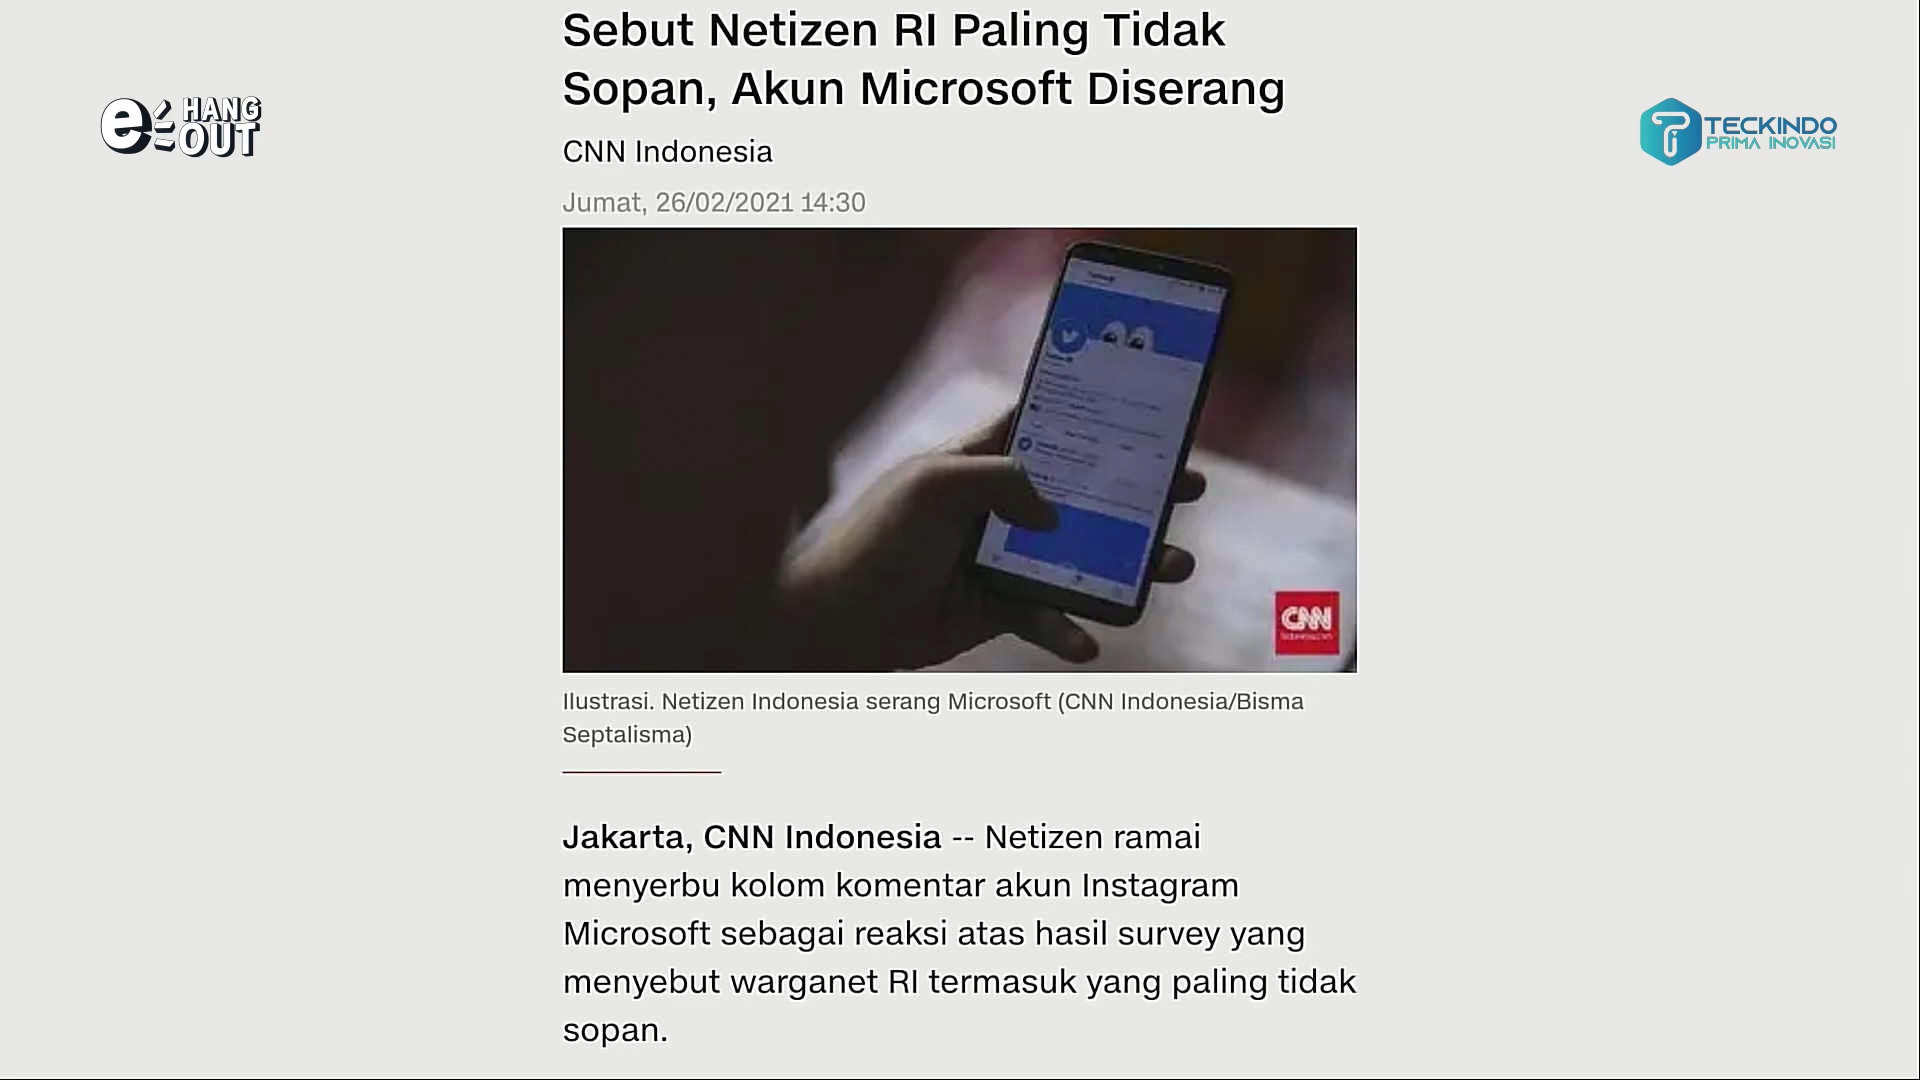 Sebut Netizen RI Paling Tidak
Sopan, Akun Microsoft Diserang
e HANG
OUT
TECKINDO
PRIMA INOVASI
CNN Indonesia
Jumat, 26/02/2021 14:30
CNN
Ilustrasi. Netizen Indonesia serang Microsoft (CNN Indonesia/Bisma
Septalisma)
Jakarta, CNN Indonesia -- Netizen ramai
menyerbu kolom komentar akun Instagram
Microsoft sebagai reaksi atas hasil survey yang
menyebut warganet RI termasuk yang paling tidak
sopan.